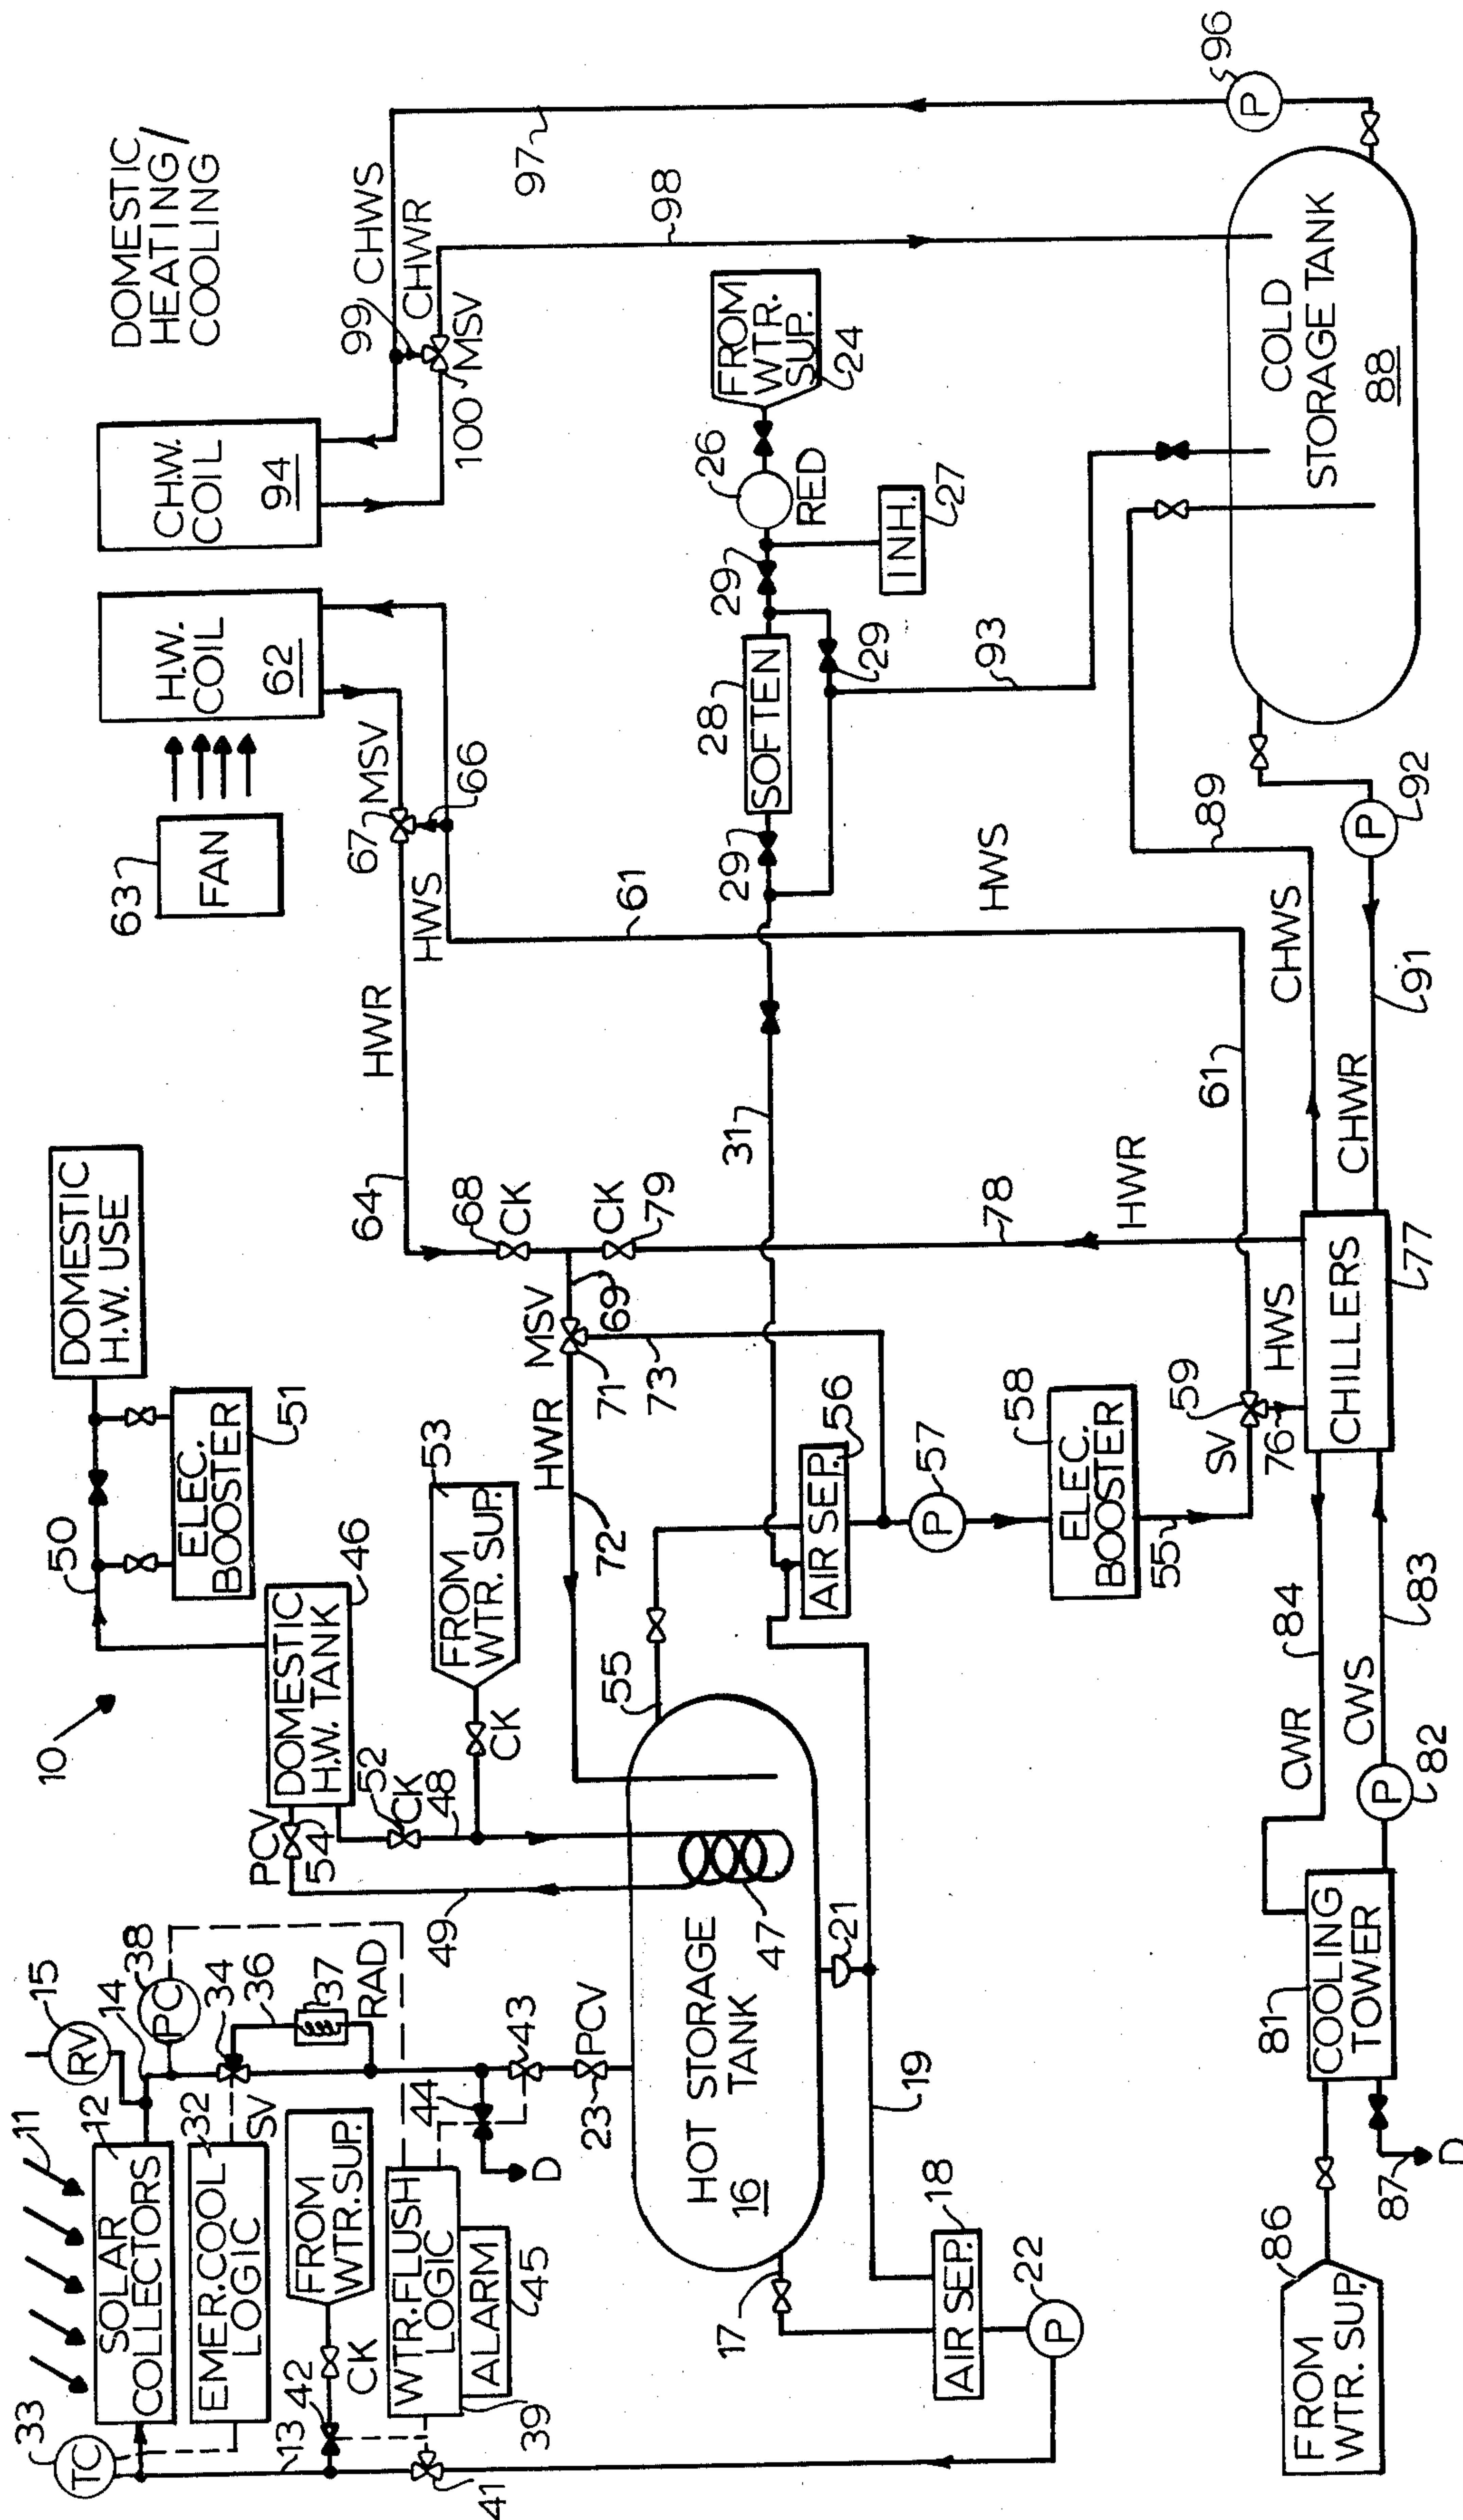 11
15
33
TC
SOLAR
COLLECTORS
12
RV
14
38
PC
EMER.COOL
LOGIC
32
34
SV
36
37
RAD
13
42
CK
FROM
WTR.SUP.
WTR.FLUSH
LOGIC
ALARM
45
39
41
44
D
43
23
PCV
10
DOMESTIC
H.W. USE
50
ELEC.
BOOSTER
51
DOMESTIC
H.W. TANK
46
PCV
54
52
CK
48
49
FROM
WTR. SUP.
53
CK
HOT STORAGE
TANK
16
47
21
17
18
AIR SEP.
22
P
19
55
72
HWR
MSV
71
69
73
AIR SEP.
56
57
P
ELEC.
BOOSTER
58
55
SV
59
76
HWS
CHILLERS
77
64
HWR
68
CK
CK
79
78
HWR
31
61
61
HWS
HWS
FAN
63
67
MSV
66
H.W.
COIL
62
C.H.W.
COIL
94
DOMESTIC
HEATING/
COOLING
99
CHWS
CHWR
100
MSV
97
98
96
P
FROM
WTR.
SUP.
24
26
RED
INH.
27
29
SOFTEN
28
29
29
93
COLD
STORAGE TANK
88
89
92
P
CHWS
91
CHWR
84
CWR
CWS
83
82
P
COOLING
TOWER
81
87
D
86
FROM
WTR. SUP.